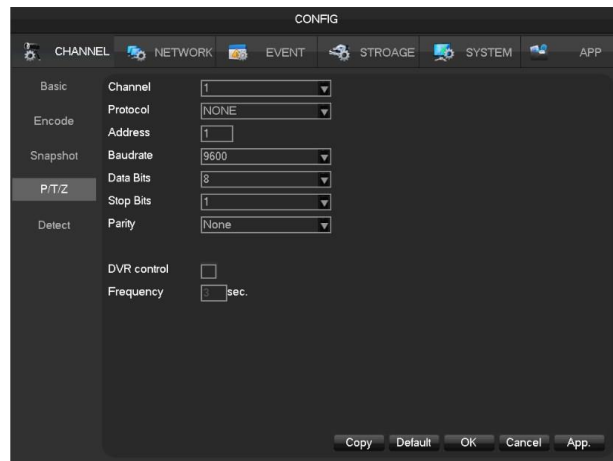 CONFIG
CHANNEL NETWORK EVENT STROAGE SYSTEM APP
Basic
Encode
Snapshot
P/T/Z
Detect
Channel 1
Protocol NONE
Address 1
Baudrate 9600
Data Bits 8
Stop Bits 1
Parity None
DVR control
Frequency 3 sec.
Copy Default OK Cancel App.